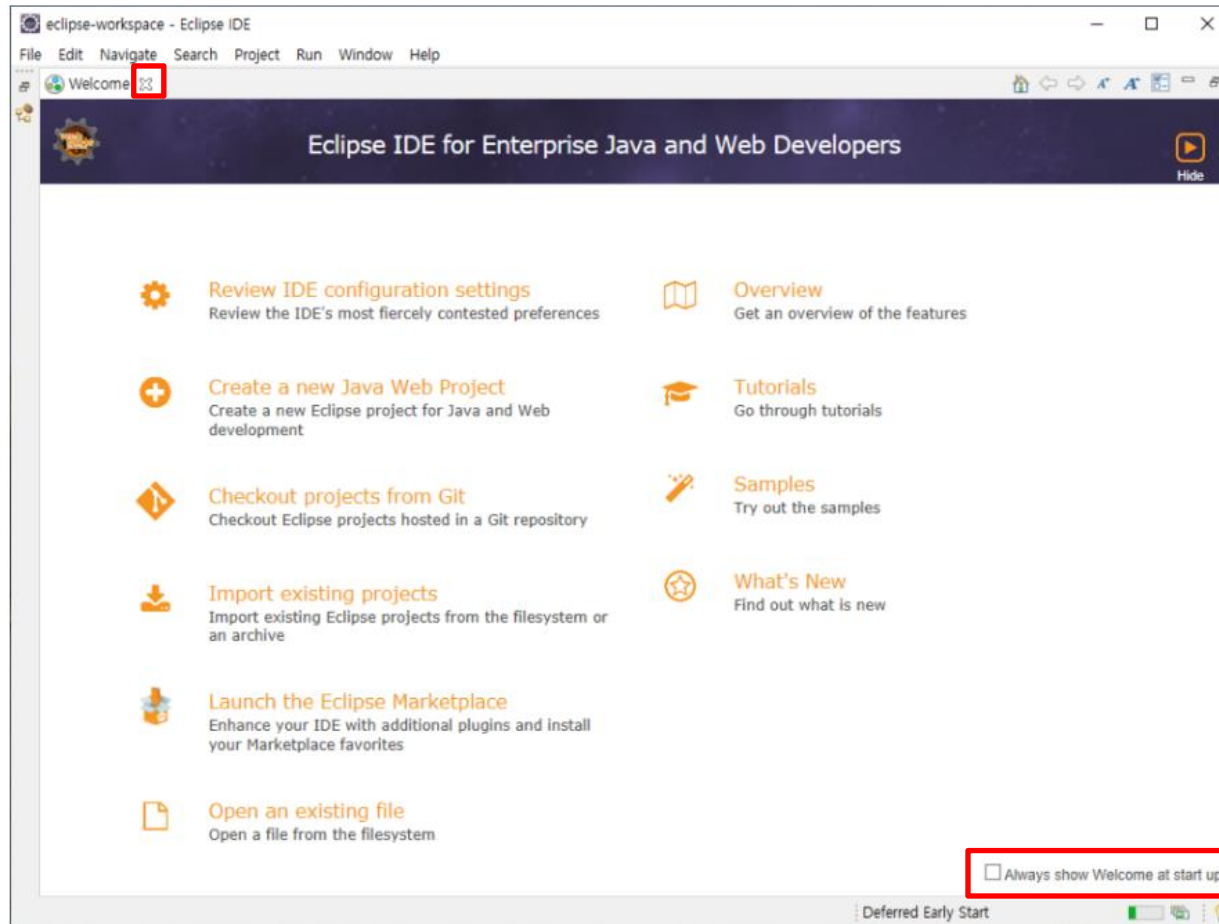 eclipse-workspace - Eclipse IDE
File Edit Navigate Search Project Run Window Help
Welcome
Eclipse IDE for Enterprise Java and Web Developers
Hide
Review IDE configuration settings
Review the IDE's most fiercely contested preferences
Create a new Java Web Project
Create a new Eclipse project for Java and Web
development
Checkout projects from Git
Checkout Eclipse projects hosted in a Git repository
Import existing projects
Import existing Eclipse projects from the filesystem or
an archive
Launch the Eclipse Marketplace
Enhance your IDE with additional plugins and install
your Marketplace favorites
Open an existing file
Open a file from the filesystem
Overview
Get an overview of the features
Tutorials
Go through tutorials
Samples
Try out the samples
What's New
Find out what is new
Always show Welcome at start up
Deferred Early Start